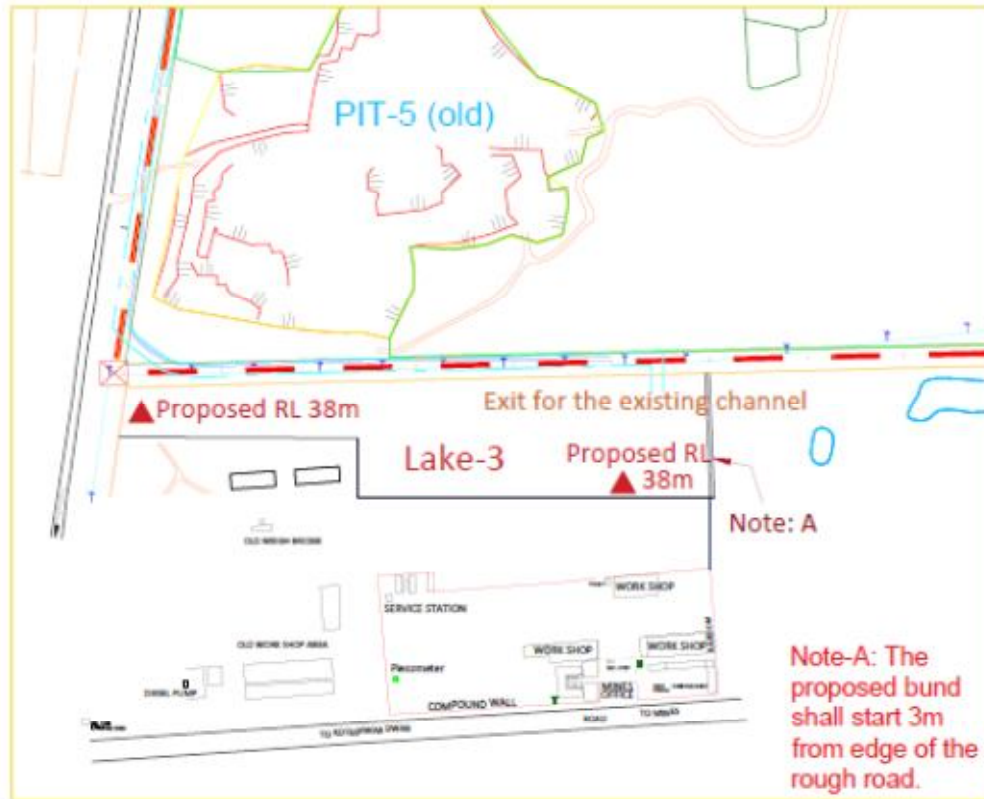 PIT-5 (old)
Proposed RL 38m
Exit for the existing channel
Lake-3
Proposed RL
38m
Note: A
OLD WEIGH BRIDGE
SERVICE STATION
WORK SHOP
OLD WORK SHOP AREA
WORK SHOP
WORK SHOP
Piezometer
DIESEL PUMP
MINES
OFFICE
COMPOUND WALL
ROAD
TO MINES
Note-A: The
proposed bund
shall start 3m
from edge of the
rough road.